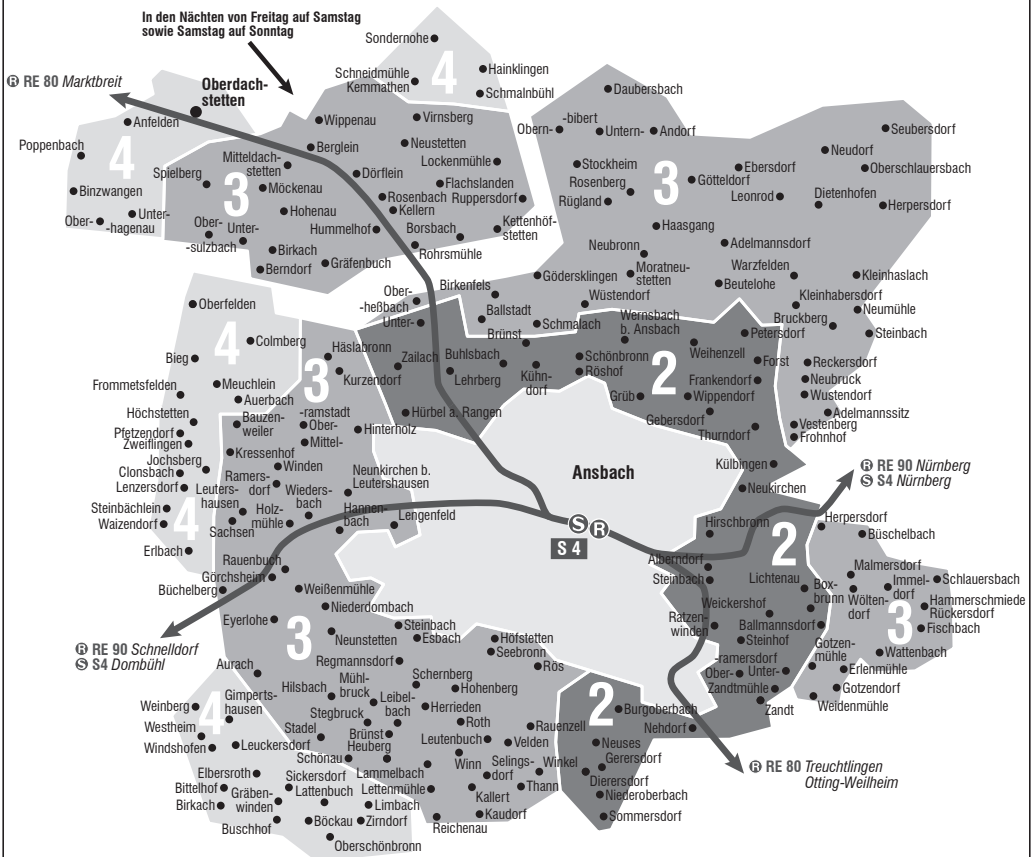 In den Nächten von Freitag auf Samstag
sowie Samstag auf Sonntag
R RE 80 Marktbreit
Oberdach-
stetten
Sondernohe
4
Schneidmühle
Kemmathen
Hainklingen
Schmalnbühl
Anfelden
Poppenbach
4
Binzwangen
Ober-
Unter-
-hagenau
Wippenau
Virnsberg
Berglein
Neustetten
Mitteldach-
stetten
Spielberg
3
Möckenau
Dörflein
Lockenmühle
Flachslanden
Rosenbach
Ruppersdorf
Kellern
Hohenau
Ober-
Unter-
-sulzbach
Hummelhof
Borsbach
Kettenhöf-
stetten
Rohrsmühle
Birkach
Berndorf
Gräfenbuch
Daubersbach
Obern-
-bibert
Untern-
Andorf
Seubersdorf
Neudorf
Stockheim
Rosenberg
Rügland
3
Götteldorf
Ebersdorf
Leonrod
Oberschlauersbach
Dietenhofen
Herpersdorf
Haasgang
Neubronn
Adelmannsdorf
Gödersklingen
Moratneu-
stetten
Warzfelden
Beutelohe
Kleinhaslach
Wüstendorf
Kleinhabersdorf
Neumühle
Bruckberg
Steinbach
Ober-
-heßbach
Unter-
Birkenfels
Ballstadt
Brünst
Schmalach
Wernsbach
b. Ansbach
Petersdorf
Weihenzell
Zailach
Buhlsbach
Lehrberg
Kühn-
dorf
Schönbronn
Röshof
2
Forst
Frankendorf
Grüb
Wippendorf
Gebersdorf
Thurndorf
Reckersdorf
Neubruck
Wustendorf
Adelmannssitz
Vestenberg
Frohnhof
Hürbel a. Rangen
Külbingen
Neukirchen
Ansbach
Oberfelden
4
Colmberg
Bieg
Häslabronn
3
Kurzendorf
Frommetsfelden
Meuchlein
Auerbach
Höchstetten
Pfetzendorf
Zweiflingen
Bauzen-
weiler
-ramstadt
Ober-
Mittel-
Hinterholz
Jochsberg
Clonsbach
Lenzersdorf
Kressenhof
Winden
Ramers-
dorf
Neunkirchen b.
Leutershausen
Leuters-
hausen
Wieders-
bach
Steinbächlein
Waizendorf
4
Holz-
mühle
Hannen-
bach
Lengenfeld
Sachsen
Erlbach
S R
S 4
R RE 90 Nürnberg
S S4 Nürnberg
Hirschbronn
2
Herpersdorf
Büschelbach
Alberndorf
Steinbach
Lichtenau
Box-
brunn
Malmersdorf
Immel-
dorf
Wöltén-
dorf
Schlauersbach
Hammerschmiede
Rückersdorf
Fischbach
3
Weickershof
Ratzen-
winden
Ballmannsdorf
Steinhof
Wattenbach
Gotzen-
mühle
Erlenmühle
-ramersdorf
Ober-
Unter-
Zandtmühle
Zandt
Gotzendorf
Weidenmühle
Rauenbuch
Görchsheim
Büchelberg
Weißenmühle
Niederdombach
Eyerlohe
3
Neunstetten
Steinbach
Esbach
Höfstetten
Seebronn
Rös
R RE 90 Schnelldorf
S S4 Dombühl
Aurach
Regmannsdorf
Mühl-
bruck
Hilsbach
Schernberg
Hohenberg
Leibel-
bach
Herrieden
Weinberg
Gimperts-
hausen
4
Westheim
Windshofen
Leuckersdorf
Stegbruck
Stadel
Brünst
Heuberg
Roth
Leutenbuch
Velden
Rauenzell
Schönau
Lammelbach
Winn
Selings-
dorf
Winkel
Elbersroth
Bittelhof
Birkach
Gräben-
winden
Sickersdorf
Lattenbuch
Lettenmühle
Kallert
Thann
Limbach
Buschhof
Böckau
Zirndorf
Reichenau
Kaudorf
Oberschönbronn
2
Burgoberbach
Nehdorf
Neuses
Gerersdorf
Dierersdorf
Niederoberbach
Sommersdorf
R RE 80 Treuchtlingen
Otting-Weilheim